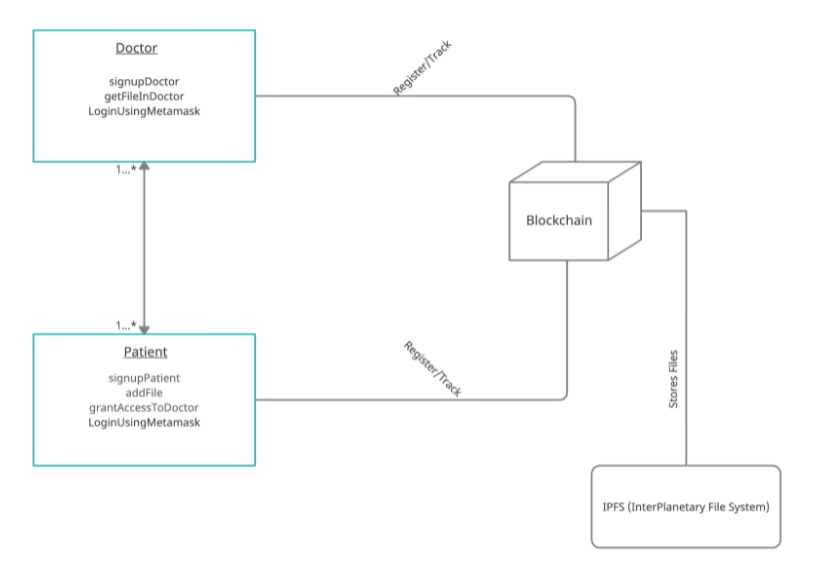 Doctor
signupDoctor
getFileInDoctor
LoginUsingMetamask
Register/Track
1...*
Blockchain
1...*
Patient
signupPatient
addFile
grantAccessToDoctor
LoginUsingMetamask
Register/Track
Stores Files
IPFS (InterPlanetary File System)